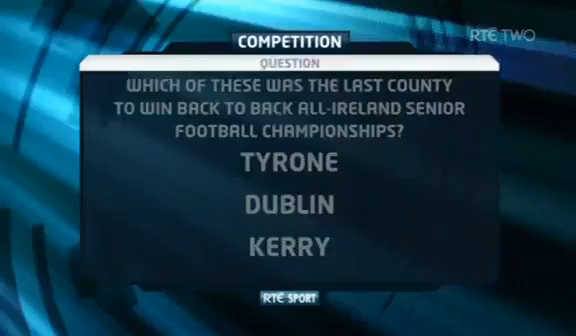 COMPETITION
RTÉ TWO
QUESTION
WHICH OF THESE WAS THE LAST COUNTY
TO WIN BACK TO BACK ALL-IRELAND SENIOR
FOOTBALL CHAMPIONSHIPS?
TYRONE
DUBLIN
KERRY
RTÉ SPORT